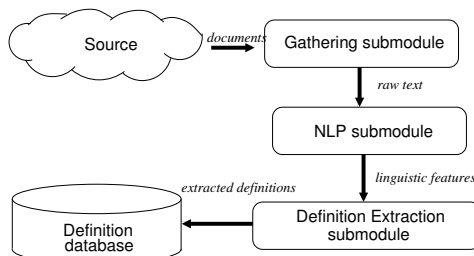 Source
documents
Gathering submodule
raw text
NLP submodule
linguistic features
extracted definitions
Definition Extraction
submodule
Definition
database